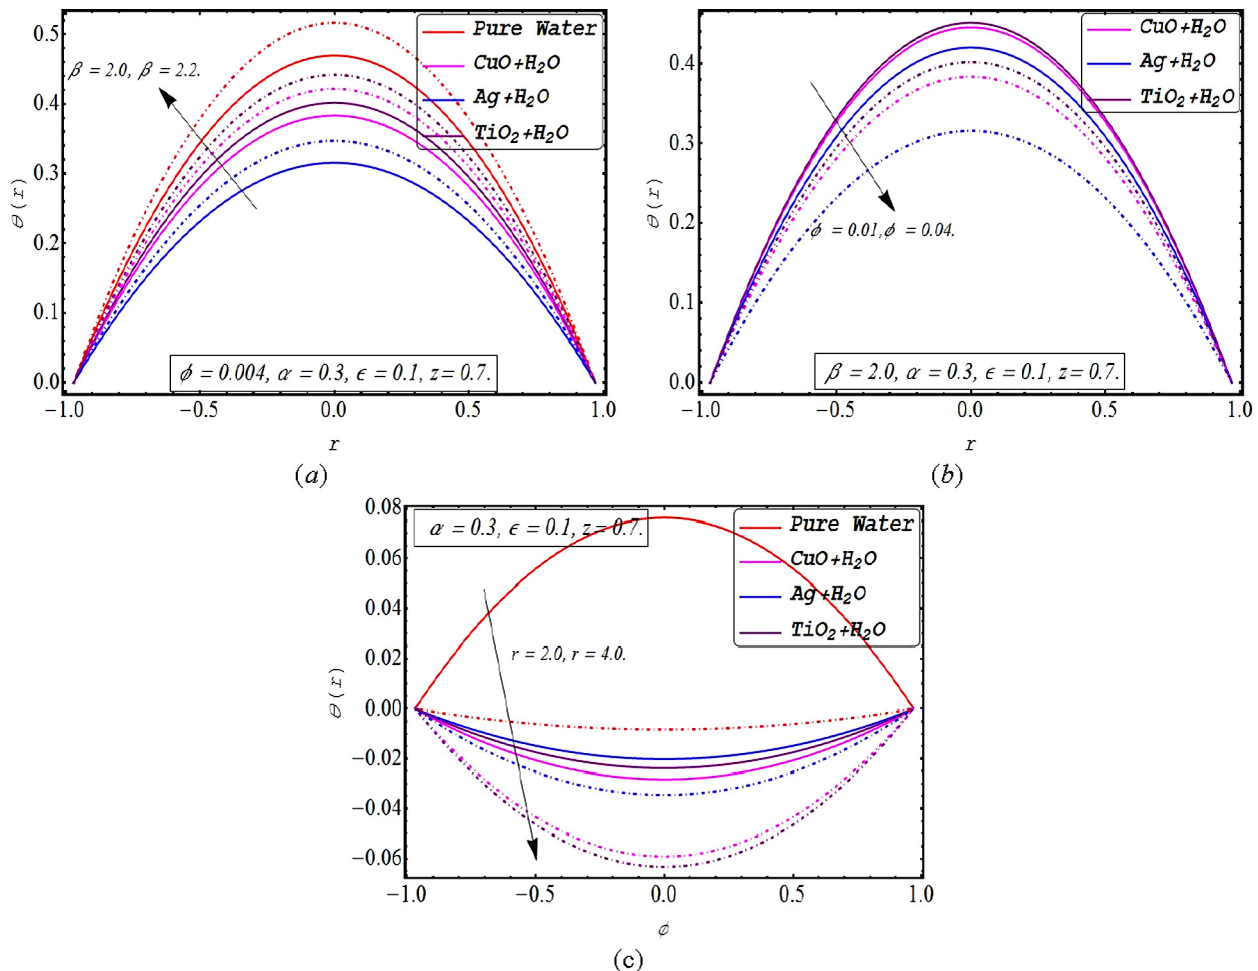 0.5
0.4
0.3
0.2
0.1
0.0
θ(r)
β = 2.0, β = 2.2.
Pure Water
CuO+H₂O
Ag+H₂O
TiO₂+H₂O
ϕ = 0.004, α = 0.3, ϵ = 0.1, z = 0.7.
−1.0 −0.5 0.0 0.5 1.0
r
(a)
0.4
0.3
0.2
0.1
0.0
θ(r)
CuO+H₂O
Ag+H₂O
TiO₂+H₂O
ϕ = 0.01, ϕ = 0.04.
β = 2.0, α = 0.3, ϵ = 0.1, z = 0.7.
−1.0 −0.5 0.0 0.5 1.0
r
(b)
0.08
0.06
0.04
0.02
0.00
−0.02
−0.04
−0.06
θ(r)
α = 0.3, ϵ = 0.1, z = 0.7.
Pure Water
CuO+H₂O
Ag+H₂O
TiO₂+H₂O
r = 2.0, r = 4.0.
−1.0 −0.5 0.0 0.5 1.0
ϕ
(c)